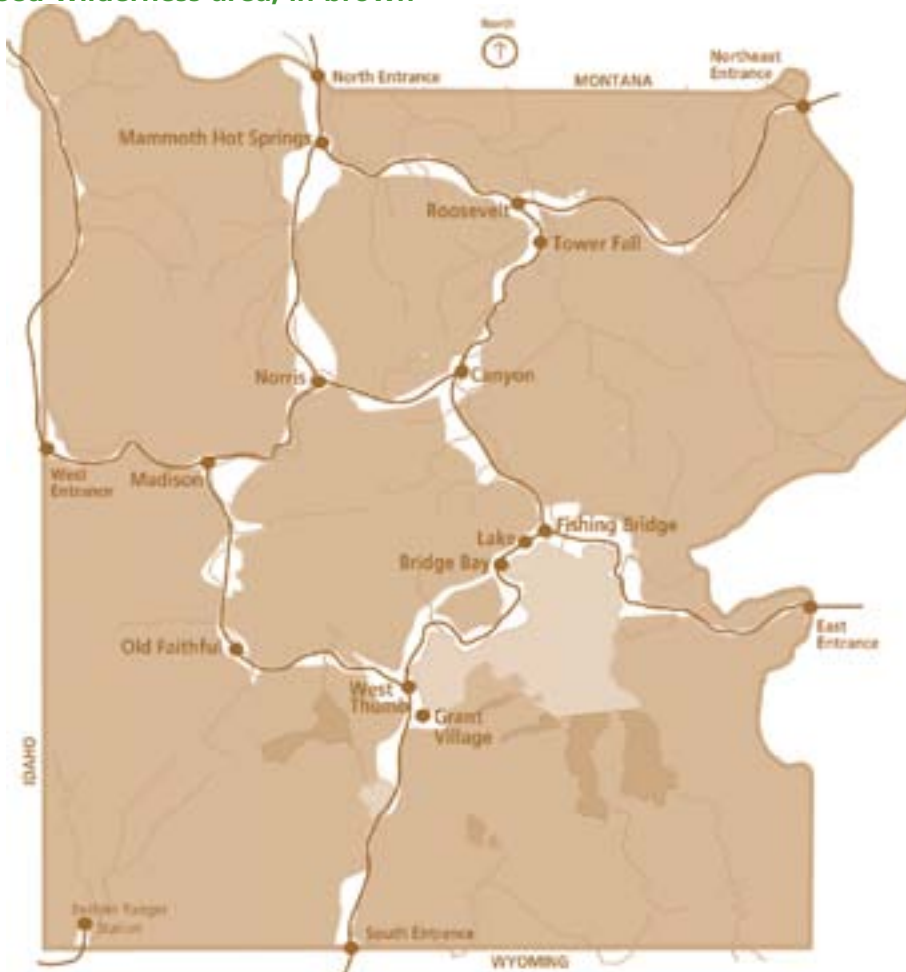 wilderness area, in brown
North
North Entrance
MONTANA
Northeast
Entrance
Mammoth Hot Springs
Roosevelt
Tower Fall
Norris
Canyon
West
Entrance
Madison
Fishing Bridge
Lake
Bridge Bay
Old Faithful
East
Entrance
West
Thumb
Grant
Village
IDAHO
Ranger
Station
South Entrance
WYOMING